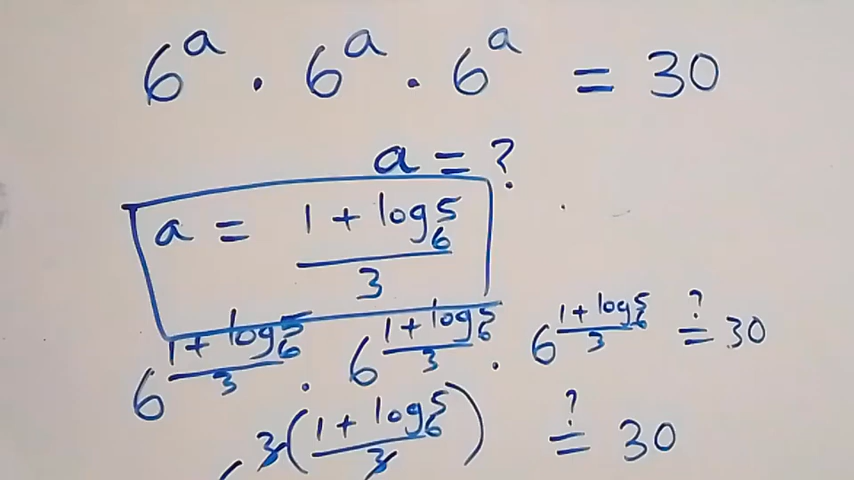 6^a · 6^a · 6^a = 30
a = ?
a = (1 + log_6^5)/3
6^((1 + log_6^5)/3) · 6^((1 + log_6^5)/3) · 6^((1 + log_6^5)/3) ?= 30
3((1 + log_6^5)/3) ?= 30